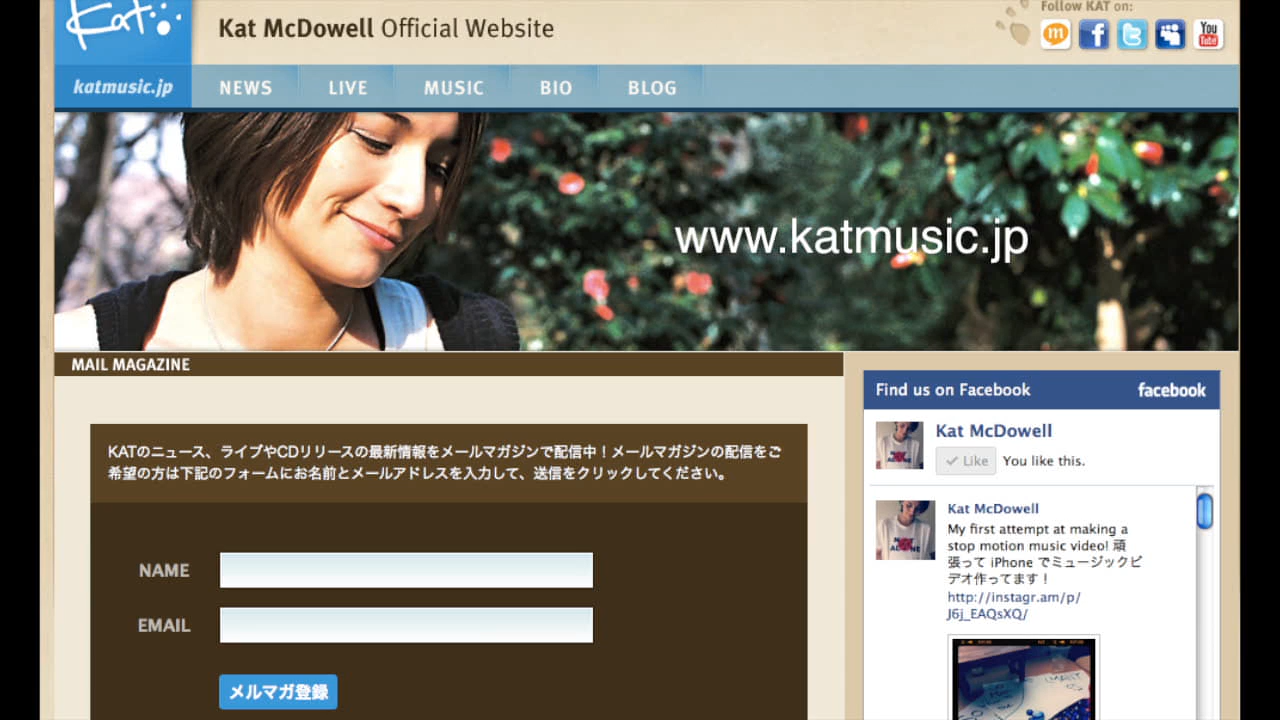 Kat
Kat McDowell Official Website
Follow KAT on:
You
Tube
katmusic.jp
NEWS
LIVE
MUSIC
BIO
BLOG
www.katmusic.jp
MAIL MAGAZINE
KATのニュース、ライブやCDリリースの最新情報をメールマガジンで配信中！メールマガジンの配信をご
希望の方は下記のフォームにお名前とメールアドレスを入力して、送信をクリックしてください。
NAME
EMAIL
メルマガ登録
Find us on Facebook
facebook
Kat McDowell
Like
You like this.
Kat McDowell
My first attempt at making a
stop motion music video! 頑
張って iPhone でミュージックビ
デオ作ってます！
http://instagr.am/p/
J6j_EAQsXQ/